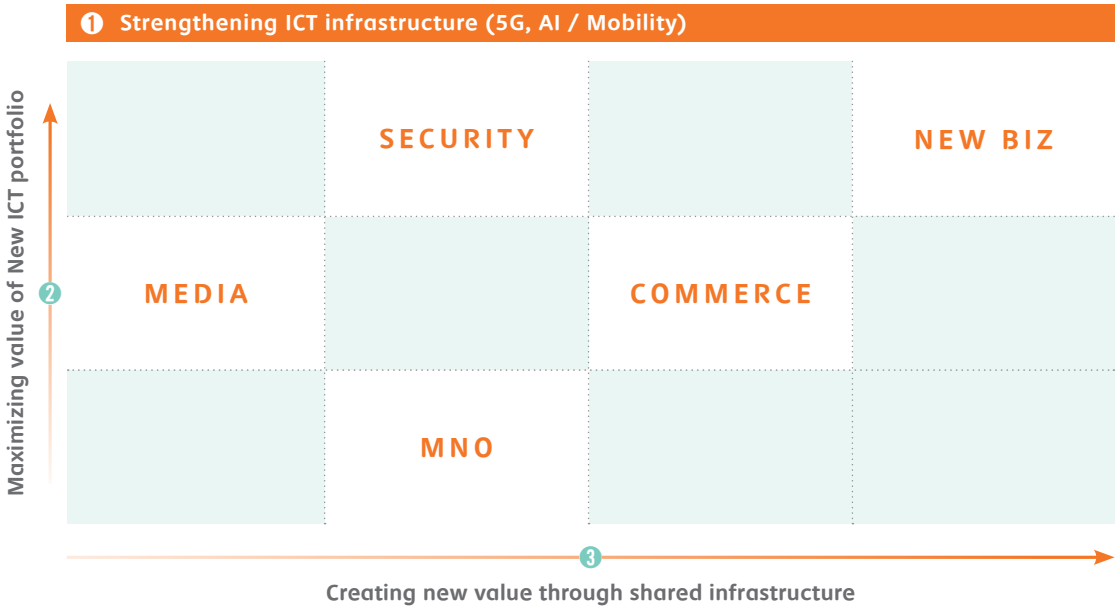 ❶ Strengthening ICT infrastructure (5G, AI / Mobility)
Maximizing value of New ICT portfolio
❷
SECURITY
NEW BIZ
MEDIA
COMMERCE
MNO
❸
Creating new value through shared infrastructure